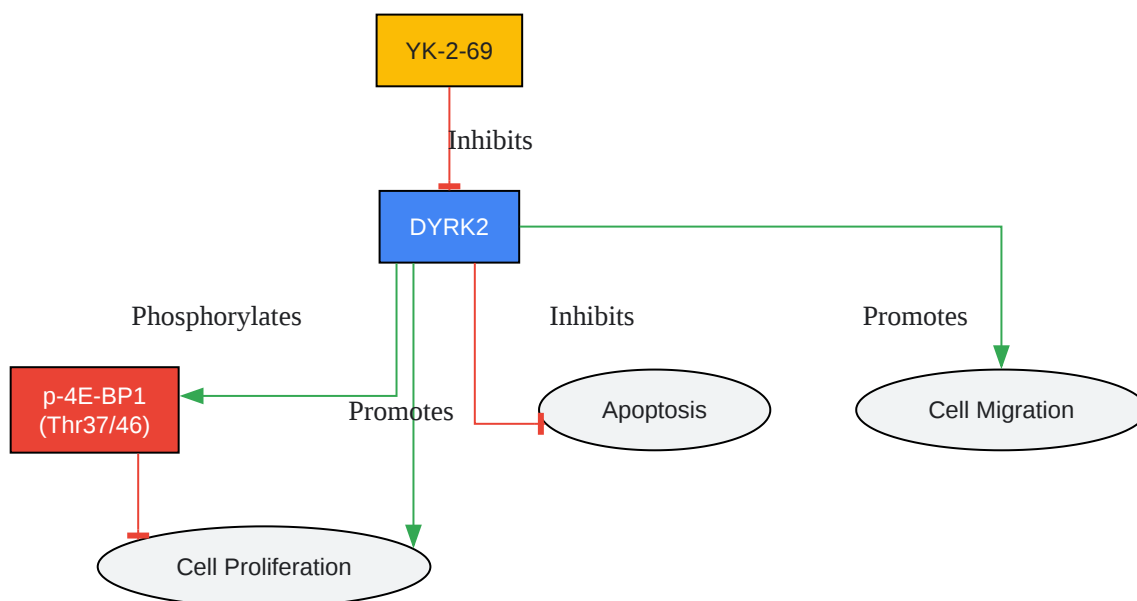 YK-2-69
Inhibits
DYRK2
Phosphorylates
Inhibits
Promotes
p-4E-BP1
(Thr37/46)
Promotes
Apoptosis
Cell Migration
Cell Proliferation